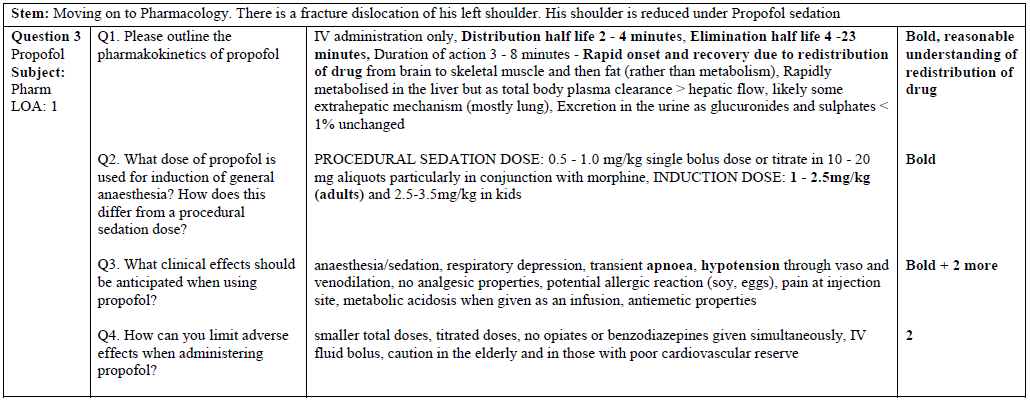 Stem: Moving on to Pharmacology. There is a fracture dislocation of his left shoulder. His shoulder is reduced under Propofol sedation
Question 3
Propofol
Subject:
Pharm
LOA: 1
Q1. Please outline the
pharmacokinetics of propofol
IV administration only, Distribution half life 2 - 4 minutes, Elimination half life 4 -23
minutes, Duration of action 3 - 8 minutes - Rapid onset and recovery due to redistribution
of drug from brain to skeletal muscle and then fat (rather than metabolism), Rapidly
metabolised in the liver but as total body plasma clearance > hepatic flow, likely some
extrahepatic mechanism (mostly lung), Excretion in the urine as glucuronides and sulphates <
1% unchanged
Bold, reasonable
understanding of
redistribution of
drug
Q2. What dose of propofol is
used for induction of general
anaesthesia? How does this
differ from a procedural
sedation dose?
PROCEDURAL SEDATION DOSE: 0.5 - 1.0 mg/kg single bolus dose or titrate in 10 - 20
mg aliquots particularly in conjunction with morphine, INDUCTION DOSE: 1 - 2.5mg/kg
(adults) and 2.5-3.5mg/kg in kids
Bold
Q3. What clinical effects should
be anticipated when using
propofol?
anaesthesia/sedation, respiratory depression, transient apnoea, hypotension through vaso and
venodilation, no analgesic properties, potential allergic reaction (soy, eggs), pain at injection
site, metabolic acidosis when given as an infusion, antiemetic properties
Bold + 2 more
Q4. How can you limit adverse
effects when administering
propofol?
smaller total doses, titrated doses, no opiates or benzodiazepines given simultaneously, IV
fluid bolus, caution in the elderly and in those with poor cardiovascular reserve
2